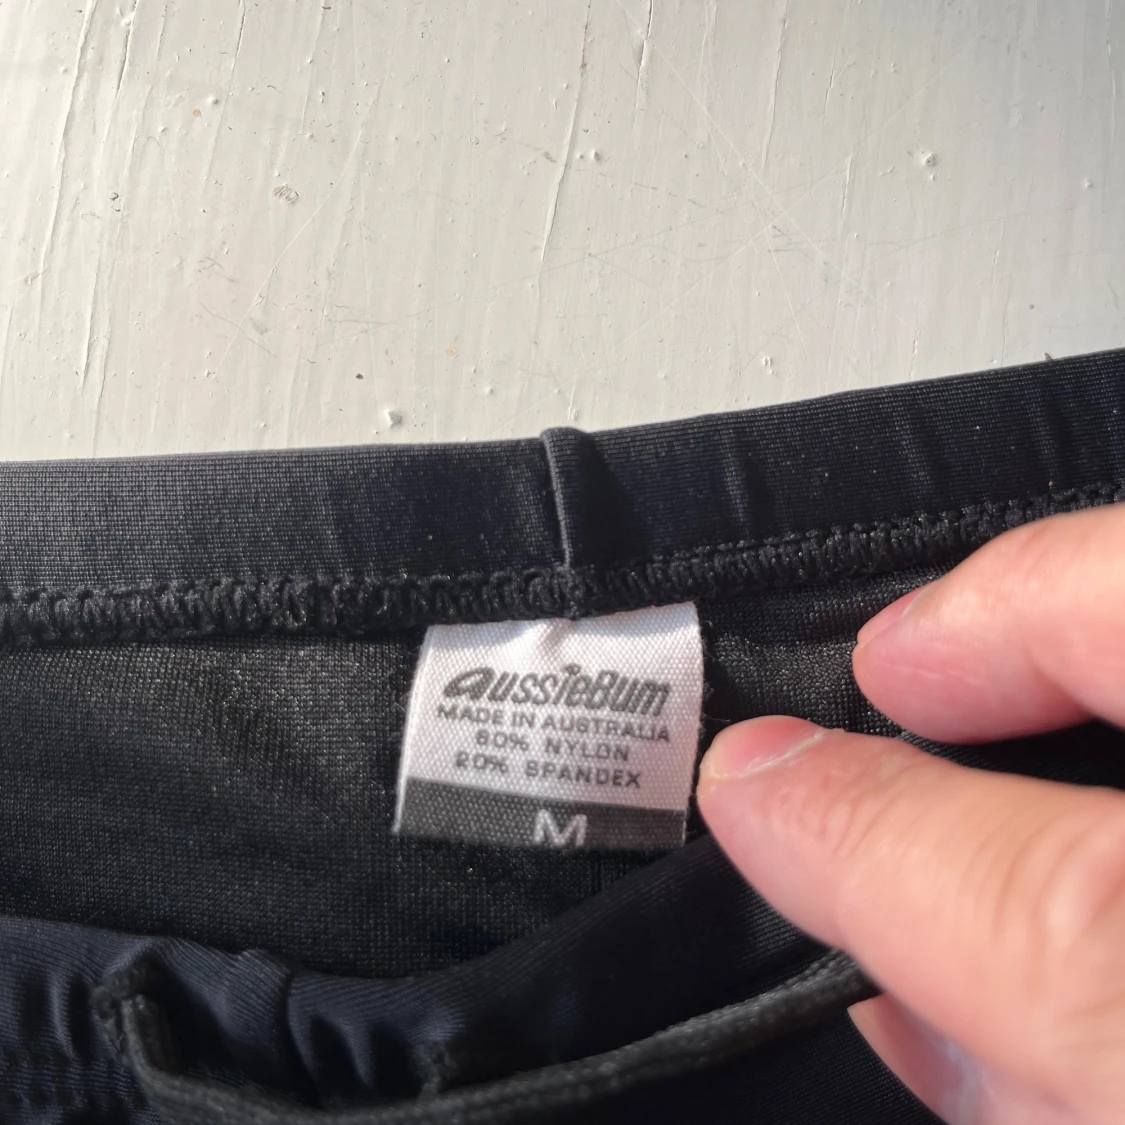 aussieBum
MADE IN AUSTRALIA
80% NYLON
20% SPANDEX
M